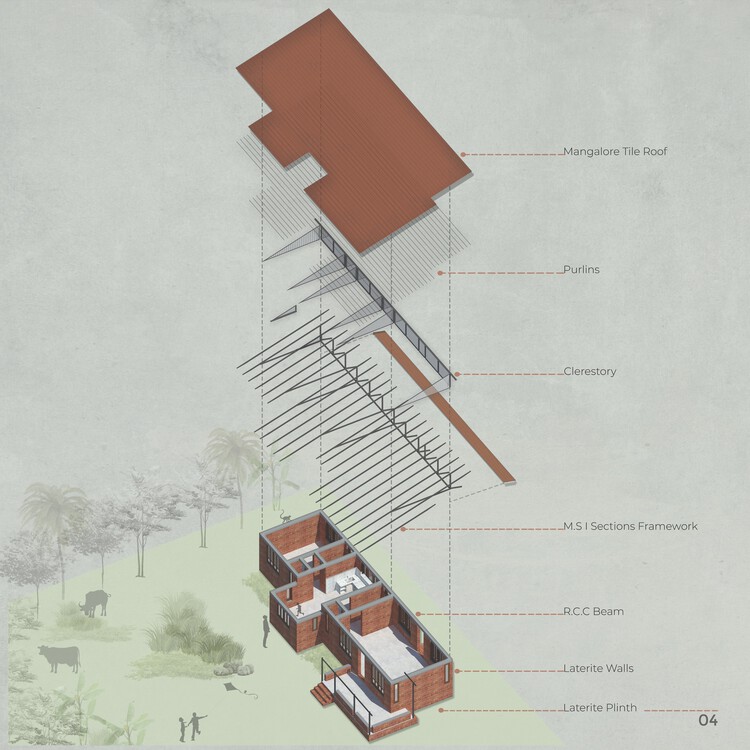 Mangalore Tile Roof
Purlins
Clerestory
M.S I Sections Framework
R.C.C Beam
Laterite Walls
Laterite Plinth
04